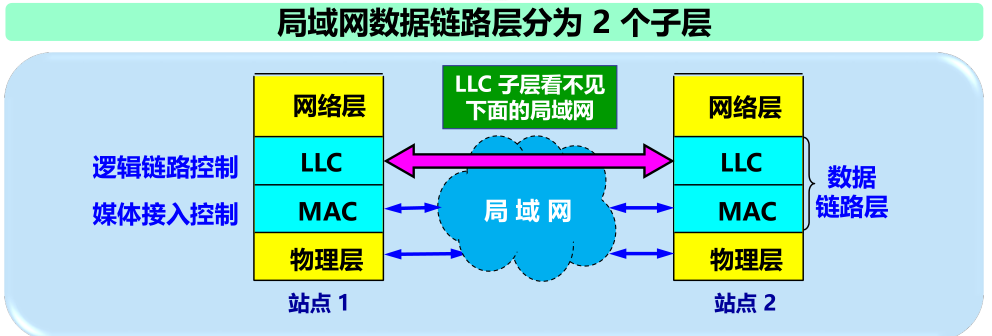 局域网数据链路层分为 2 个子层
LLC 子层看不见
下面的局域网
网络层
网络层
逻辑链路控制
LLC
LLC
数据
链路层
媒体接入控制
MAC
局 域 网
MAC
物理层
物理层
站点 1
站点 2